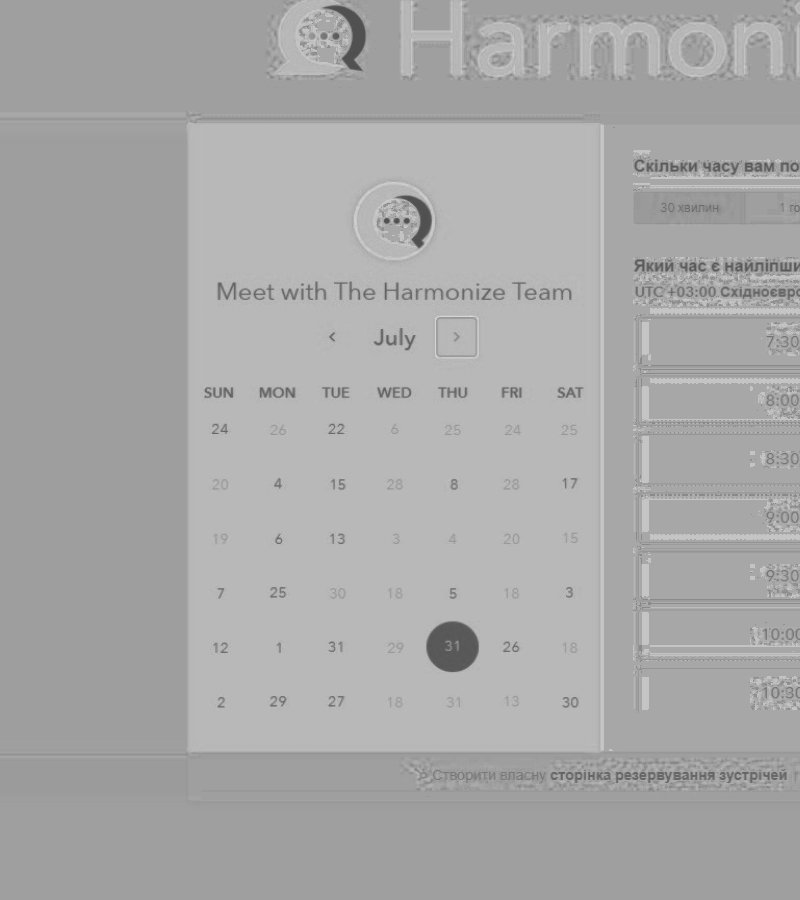 Harmoni
Meet with The Harmonize Team
‹ July ›
SUN MON TUE WED THU FRI SAT
24 26 22 6 25 24 25
20 4 15 28 8 28 17
19 6 13 3 4 20 15
7 25 30 18 5 18 3
12 1 31 29 31 26 18
2 29 27 18 31 13 30
Скільки часу вам по
30 хвилин 1 го
Який час є найліпши
UTC +03:00 Східноєвро
7:30
8:00
8:30
9:00
9:30
10:00
10:30
Створити власну сторінка резервування зустрічей